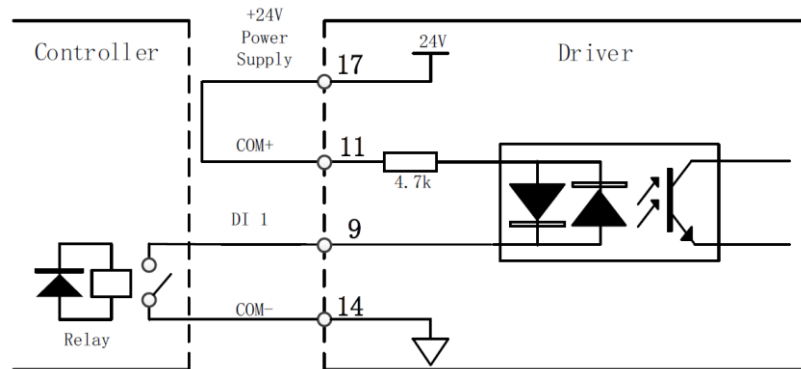 +24V
Power
Supply
Controller
24V
Driver
17
COM+
11
4.7k
DI 1
9
COM-
14
Relay